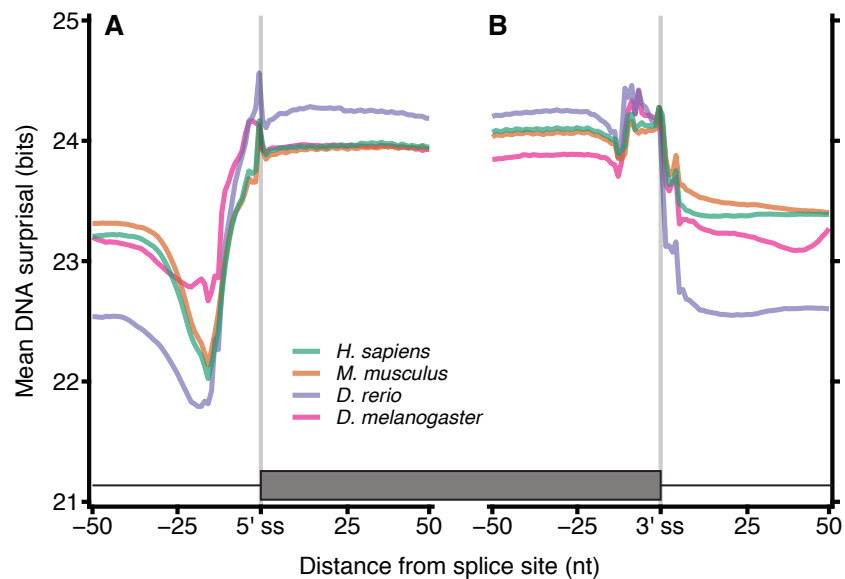 A
B
25
24
23
22
21
Mean DNA surprisal (bits)
H. sapiens
M. musculus
D. rerio
D. melanogaster
−50 −25 5' ss 25 50 −50 −25 3' ss 25 50
Distance from splice site (nt)